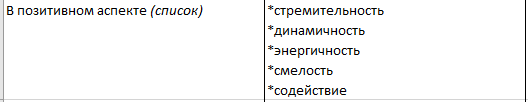 В позитивном аспекте (список)
*стремительность
*динамичность
*энергичность
*смелость
*содействие